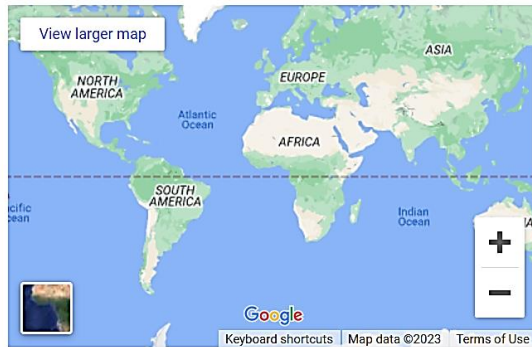 View larger map
ASIA
NORTH
AMERICA
EUROPE
Atlantic
Ocean
AFRICA
SOUTH
AMERICA
Indian
Ocean
+
−
Google
Keyboard shortcuts
Map data ©2023
Terms of Use